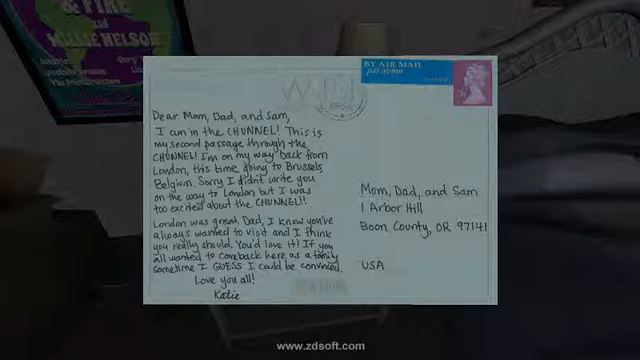 & FIRE
WILLIE NELSON
BY AIR MAIL
par avion
Dear Mom, Dad, and Sam,
I am in the CHUNNEL! This is
my second passage through the
CHUNNEL! I'm on my way back from
London, this time going to Brussels,
Belgium. Sorry I didn't write you
on the way to London but I was
too excited about the CHUNNEL!!
London was great. Dad, I know you've
always wanted to visit and I think
you really should. You'd love it! If you
all wanted to comeback here as a family
sometime I GUESS I could be convinced.
Love you all!
Katie
Mom, Dad, and Sam
1 Arbor Hill
Boon County, OR 97141
USA
www.zdsoft.com